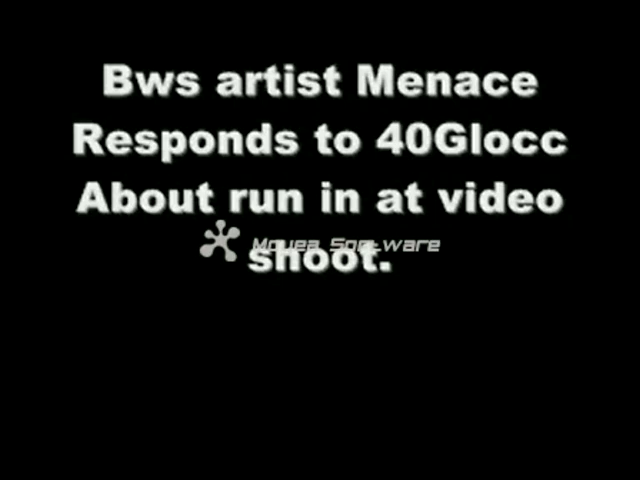 Bws artist Menace
Responds to 40Glocc
About run in at video
shoot.
Movea Software